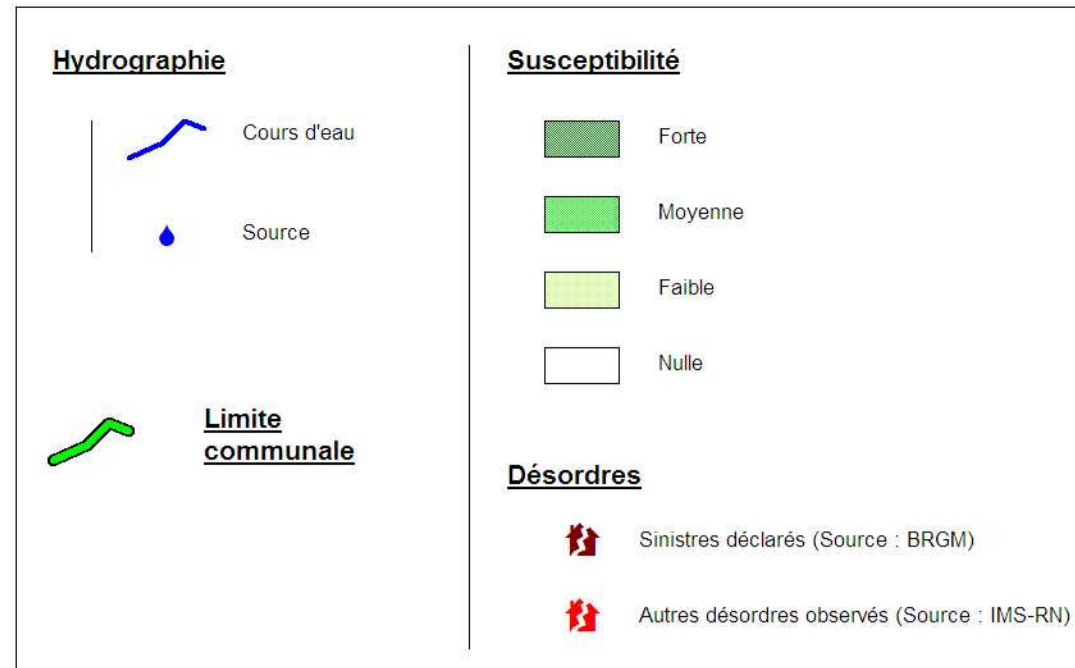 Hydrographie
Cours d'eau
Source
Limite
communale
Susceptibilité
Forte
Moyenne
Faible
Nulle
Désordres
Sinistres déclarés (Source : BRGM)
Autres désordres observés (Source : IMS-RN)